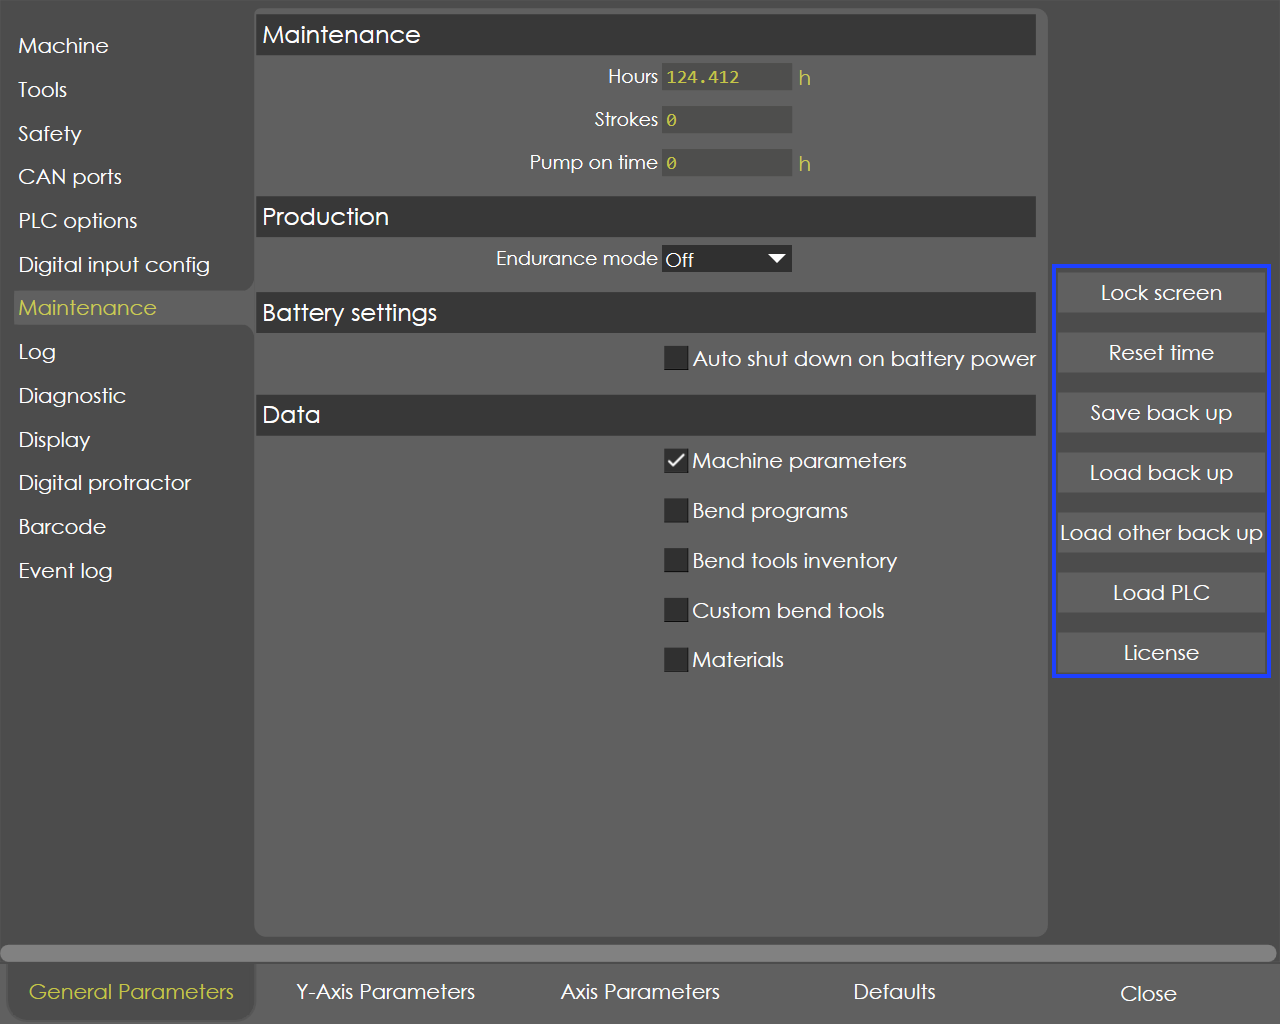 Machine
Tools
Safety
CAN ports
PLC options
Digital input config
Maintenance
Log
Diagnostic
Display
Digital protractor
Barcode
Event log
Maintenance
Hours 124.412 h
Strokes 0
Pump on time 0 h
Production
Endurance mode Off
Battery settings
Auto shut down on battery power
Data
Machine parameters
Bend programs
Bend tools inventory
Custom bend tools
Materials
Lock screen
Reset time
Save back up
Load back up
Load other back up
Load PLC
License
General Parameters
Y-Axis Parameters
Axis Parameters
Defaults
Close